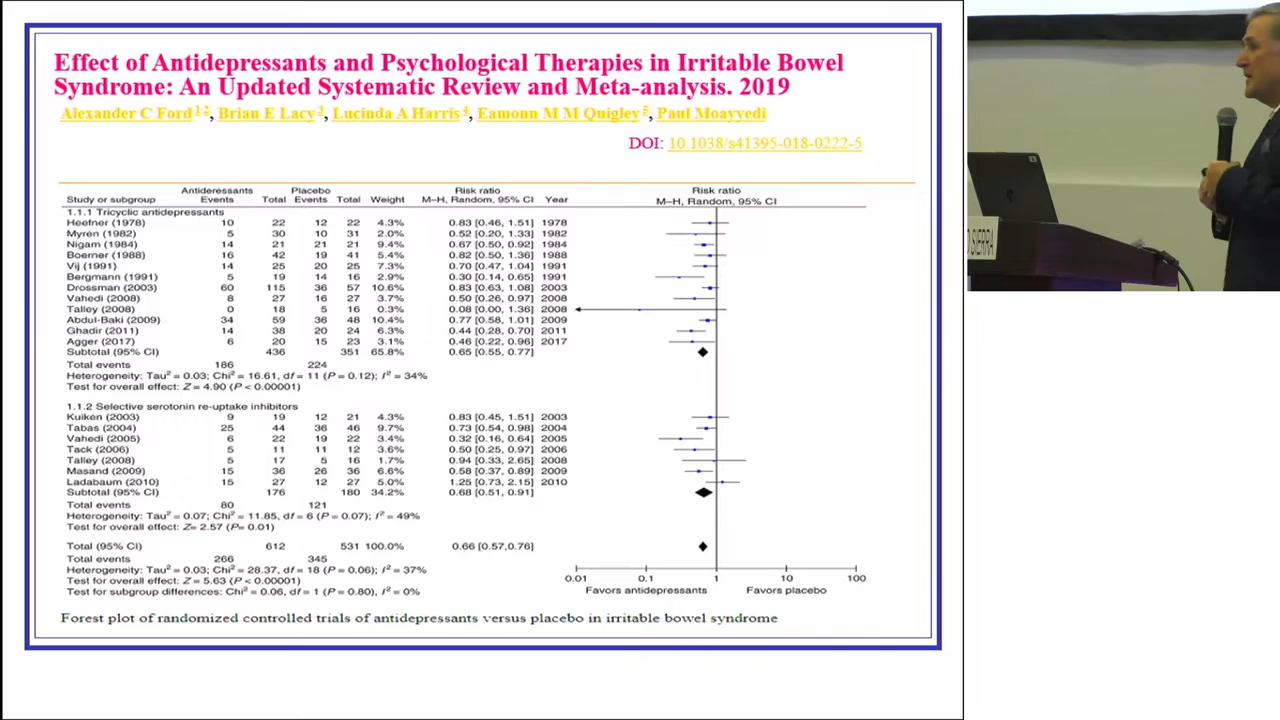 Effect of Antidepressants and Psychological Therapies in Irritable Bowel
Syndrome: An Updated Systematic Review and Meta-analysis. 2019
Alexander C Ford 1 2, Brian E Lacy 3, Lucinda A Harris 4, Eamonn M M Quigley 5, Paul Moayyedi
DOI: 10.1038/s41395-018-0222-5
Antideressants Placebo Risk ratio Risk ratio
Study or subgroup Events Total Events Total Weight M–H, Random, 95% CI Year M–H, Random, 95% CI
1.1.1 Tricyclic antidepressants
Heefner (1978) 10 22 12 22 4.3% 0.83 [0.46, 1.51] 1978
Myren (1982) 5 30 10 31 2.0% 0.52 [0.20, 1.33] 1982
Nigam (1984) 14 21 21 21 9.4% 0.67 [0.50, 0.92] 1984
Boerner (1988) 16 42 19 41 5.4% 0.82 [0.50, 1.36] 1988
Vij (1991) 14 25 20 25 7.3% 0.70 [0.47, 1.04] 1991
Bergmann (1991) 5 19 14 16 2.9% 0.30 [0.14, 0.65] 1991
Drossman (2003) 60 115 36 57 10.6% 0.83 [0.63, 1.08] 2003
Vahedi (2008) 8 27 16 27 3.7% 0.50 [0.26, 0.97] 2008
Talley (2008) 0 18 5 16 0.3% 0.08 [0.00, 1.36] 2008
Abdul-Baki (2009) 34 59 36 48 10.4% 0.77 [0.58, 1.01] 2009
Ghadir (2011) 14 38 20 24 6.3% 0.44 [0.28, 0.70] 2011
Agger (2017) 6 20 15 23 3.1% 0.46 [0.22, 0.96] 2017
Subtotal (95% CI) 436 351 65.8% 0.65 [0.55, 0.77]
Total events 186 224
Heterogeneity: Tau² = 0.03; Chi² = 16.61, df = 11 (P = 0.12); I² = 34%
Test for overall effect: Z = 4.90 (P < 0.00001)
1.1.2 Selective serotonin re-uptake inhibitors
Kuiken (2003) 9 19 12 21 4.3% 0.83 [0.45, 1.51] 2003
Tabas (2004) 25 44 36 46 9.7% 0.73 [0.54, 0.98] 2004
Vahedi (2005) 6 22 19 22 3.4% 0.32 [0.16, 0.64] 2005
Tack (2006) 5 11 11 12 3.6% 0.50 [0.25, 0.97] 2006
Talley (2008) 5 17 5 16 1.7% 0.94 [0.33, 2.65] 2008
Masand (2009) 15 36 26 36 6.6% 0.58 [0.37, 0.89] 2009
Ladabaum (2010) 15 27 12 27 5.0% 1.25 [0.73, 2.15] 2010
Subtotal (95% CI) 176 180 34.2% 0.68 [0.51, 0.91]
Total events 80 121
Heterogeneity: Tau² = 0.07; Chi² = 11.85, df = 6 (P = 0.07); I² = 49%
Test for overall effect: Z= 2.57 (P= 0.01)
Total (95% CI) 612 531 100.0% 0.66 [0.57,0.76]
Total events 266 345
Heterogeneity: Tau² = 0.03; Chi² = 28.37, df = 18 (P = 0.06); I² = 37%
Test for overall effect: Z = 5.63 (P < 0.00001)
Test for subgroup differences: Chi² = 0.06, df = 1 (P = 0.80), I² = 0%
0.01 0.1 1 10 100
Favors antidepressants Favors placebo
Forest plot of randomized controlled trials of antidepressants versus placebo in irritable bowel syndrome
SIERRA